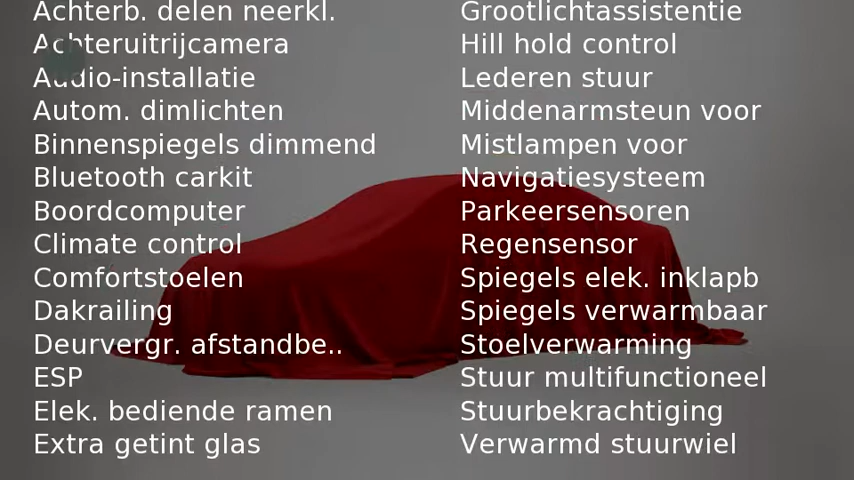 Achterb. delen neerkl.
Achteruitrijcamera
Audio-installatie
Autom. dimlichten
Binnenspiegels dimmend
Bluetooth carkit
Boordcomputer
Climate control
Comfortstoelen
Dakrailing
Deurvergr. afstandbe..
ESP
Elek. bediende ramen
Extra getint glas
Grootlichtassistentie
Hill hold control
Lederen stuur
Middenarmsteun voor
Mistlampen voor
Navigatiesysteem
Parkeersensoren
Regensensor
Spiegels elek. inklapb
Spiegels verwarmbaar
Stoelverwarming
Stuur multifunctioneel
Stuurbekrachtiging
Verwarmd stuurwiel